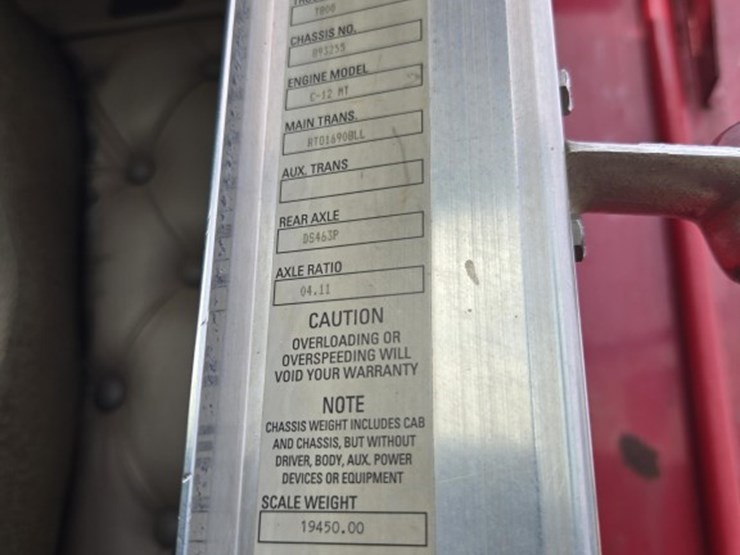 T800
CHASSIS NO.
893255
ENGINE MODEL
C-12 MT
MAIN TRANS.
RTO16908LL
AUX. TRANS
REAR AXLE
DS463P
AXLE RATIO
04.11
CAUTION
OVERLOADING OR
OVERSPEEDING WILL
VOID YOUR WARRANTY
NOTE
CHASSIS WEIGHT INCLUDES CAB
AND CHASSIS, BUT WITHOUT
DRIVER, BODY, AUX. POWER
DEVICES OR EQUIPMENT
SCALE WEIGHT
19450.00